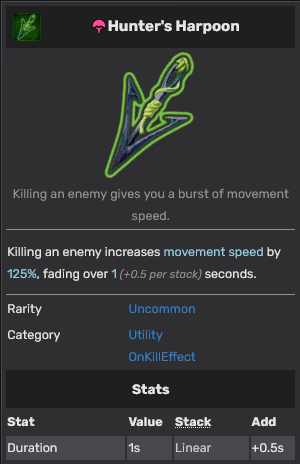 Hunter's Harpoon
Killing an enemy gives you a burst of movement
speed.
Killing an enemy increases movement speed by
125%, fading over 1 (+0.5 per stack) seconds.
Rarity Uncommon
Category Utility
OnKillEffect
Stats
Stat Value Stack Add
Duration 1s Linear +0.5s